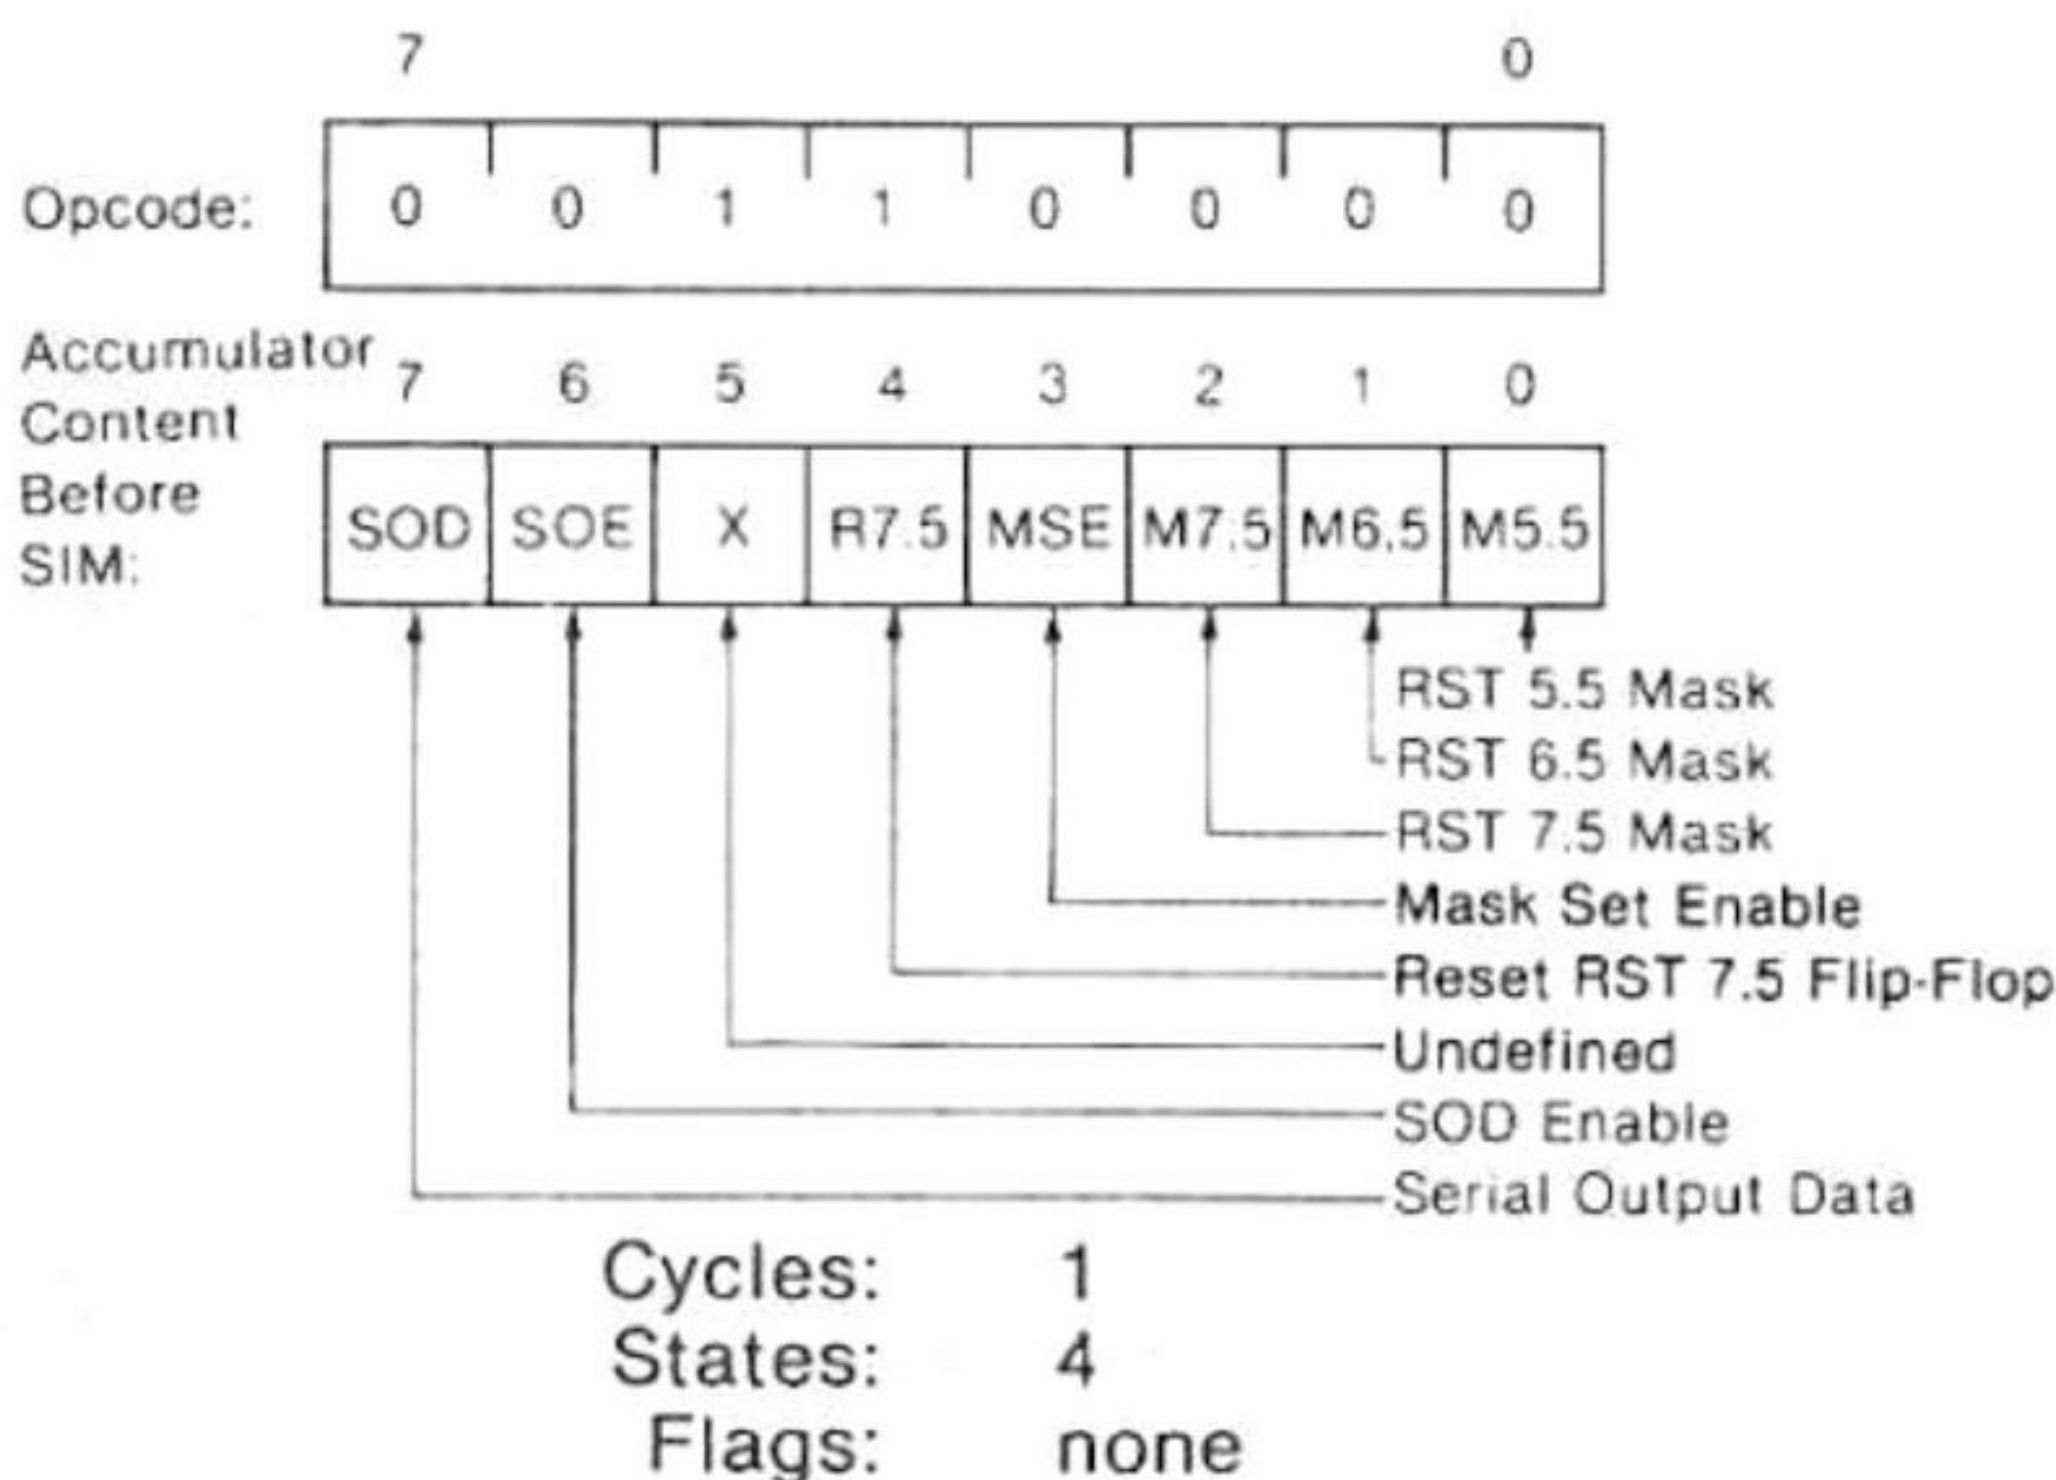 7 0
Opcode: 0 0 1 1 0 0 0 0
Accumulator
7 6 5 4 3 2 1 0
Content
Before
SOD SOE X R7.5 MSE M7.5 M6.5 M5.5
SIM:
RST 5.5 Mask
RST 6.5 Mask
RST 7.5 Mask
Mask Set Enable
Reset RST 7.5 Flip-Flop
Undefined
SOD Enable
Serial Output Data
Cycles: 1
States: 4
Flags: none